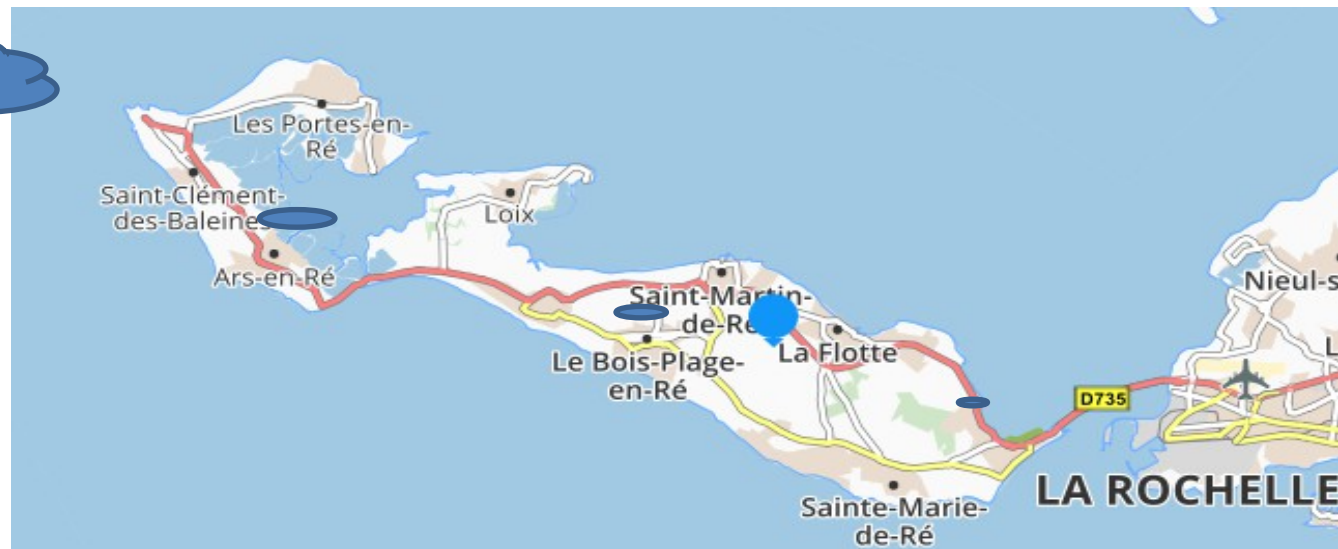 Les Portes-en-
Ré
Saint-Clément-
des-Baleines
Loix
Ars-en-Ré
Nieul-s
Saint-Martin-
de-Ré
La Flotte
L
Le Bois-Plage-
en-Ré
D735
LA ROCHELLE
Sainte-Marie-
de-Ré